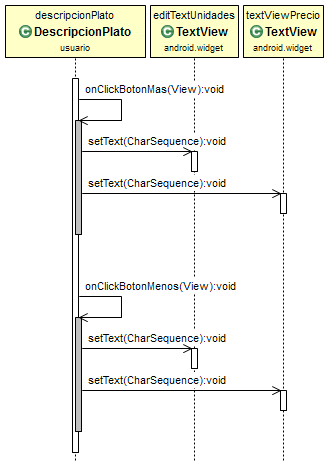 descripcionPlato
C DescripcionPlato
usuario
editTextUnidades
C TextView
android.widget
textViewPrecio
C TextView
android.widget
onClickBotonMas(View):void
setText(CharSequence):void
setText(CharSequence):void
onClickBotonMenos(View):void
setText(CharSequence):void
setText(CharSequence):void